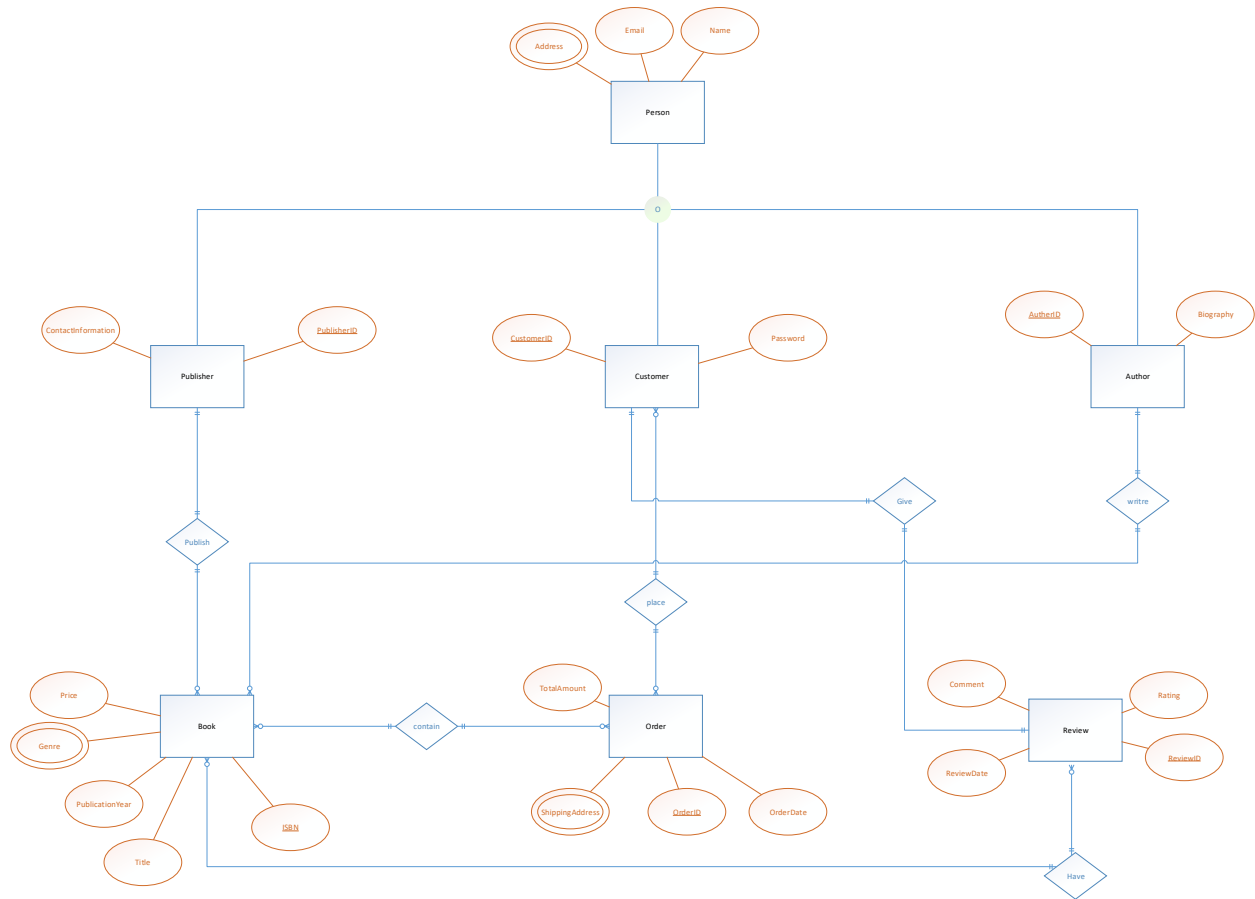 Name
Email
Address
Person
O
ContactInformation
PublisherID
CustomerID
Password
AutherID
Biography
Publisher
Customer
Author
Give
writre
Publish
place
Price
TotalAmount
Comment
Rating
Genre
Book
contain
Order
Review
ReviewDate
ReviewID
PublicationYear
ISBN
ShippingAddress
OrderID
OrderDate
Title
Have